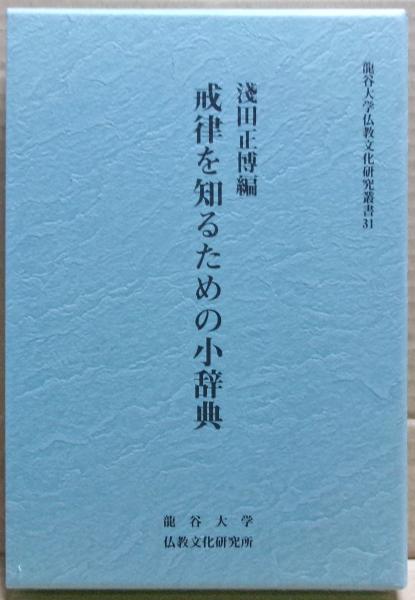 龍谷大学仏教文化研究叢書31
淺田正博編
戒律を知るための小辞典
龍谷大学
仏教文化研究所